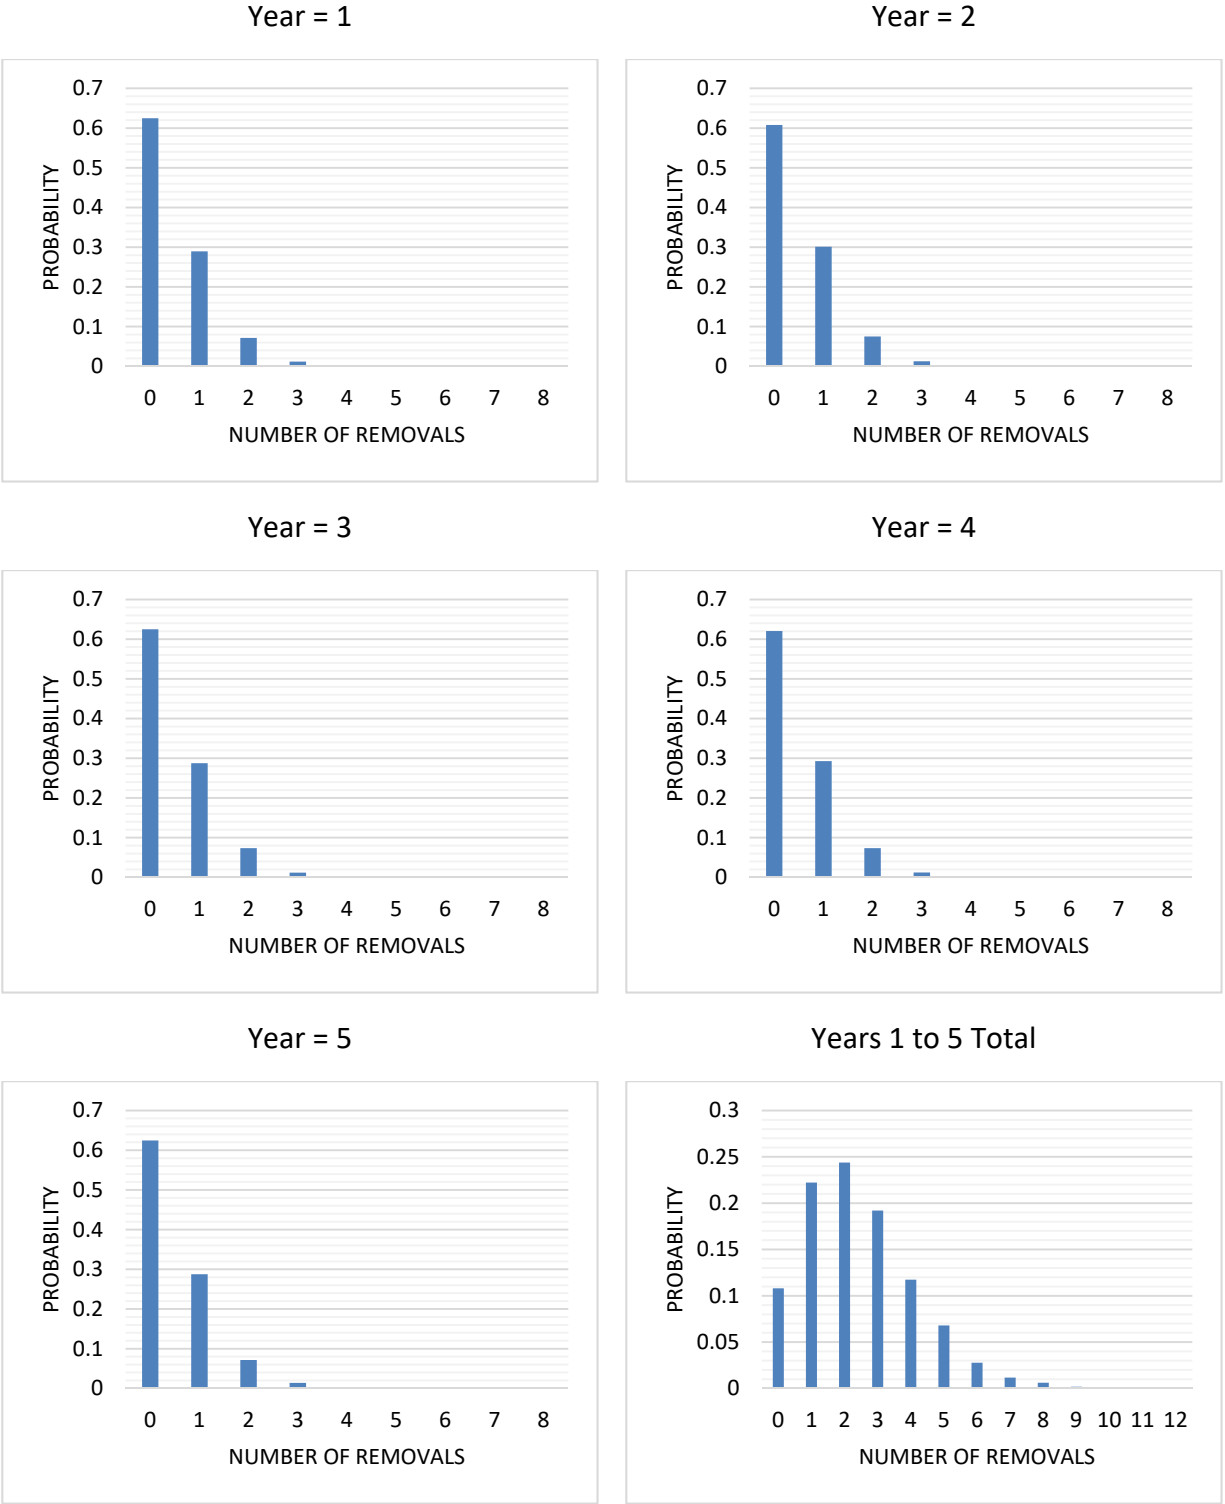 Year = 1
0.7
0.6
0.5
0.4
0.3
0.2
0.1
0
PROBABILITY
0 1 2 3 4 5 6 7 8
NUMBER OF REMOVALS
Year = 2
0.7
0.6
0.5
0.4
0.3
0.2
0.1
0
PROBABILITY
0 1 2 3 4 5 6 7 8
NUMBER OF REMOVALS
Year = 3
0.7
0.6
0.5
0.4
0.3
0.2
0.1
0
PROBABILITY
0 1 2 3 4 5 6 7 8
NUMBER OF REMOVALS
Year = 4
0.7
0.6
0.5
0.4
0.3
0.2
0.1
0
PROBABILITY
0 1 2 3 4 5 6 7 8
NUMBER OF REMOVALS
Year = 5
0.7
0.6
0.5
0.4
0.3
0.2
0.1
0
PROBABILITY
0 1 2 3 4 5 6 7 8
NUMBER OF REMOVALS
Years 1 to 5 Total
0.3
0.25
0.2
0.15
0.1
0.05
0
PROBABILITY
0 1 2 3 4 5 6 7 8 9 10 11 12
NUMBER OF REMOVALS